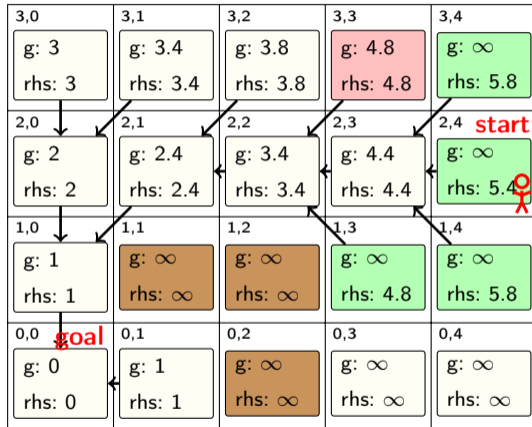 3,0 3,1 3,2 3,3 3,4
g: 3 g: 3.4 g: 3.8 g: 4.8 g: ∞
rhs: 3 rhs: 3.4 rhs: 3.8 rhs: 4.8 rhs: 5.8
2,0 2,1 2,2 2,3 2,4 start
g: 2 g: 2.4 g: 3.4 g: 4.4 g: ∞
rhs: 2 rhs: 2.4 rhs: 3.4 rhs: 4.4 rhs: 5.4
1,0 1,1 1,2 1,3 1,4
g: 1 g: ∞ g: ∞ g: ∞ g: ∞
rhs: 1 rhs: ∞ rhs: ∞ rhs: 4.8 rhs: 5.8
0,0 goal 0,1 0,2 0,3 0,4
g: 0 g: 1 g: ∞ g: ∞ g: ∞
rhs: 0 rhs: 1 rhs: ∞ rhs: ∞ rhs: ∞